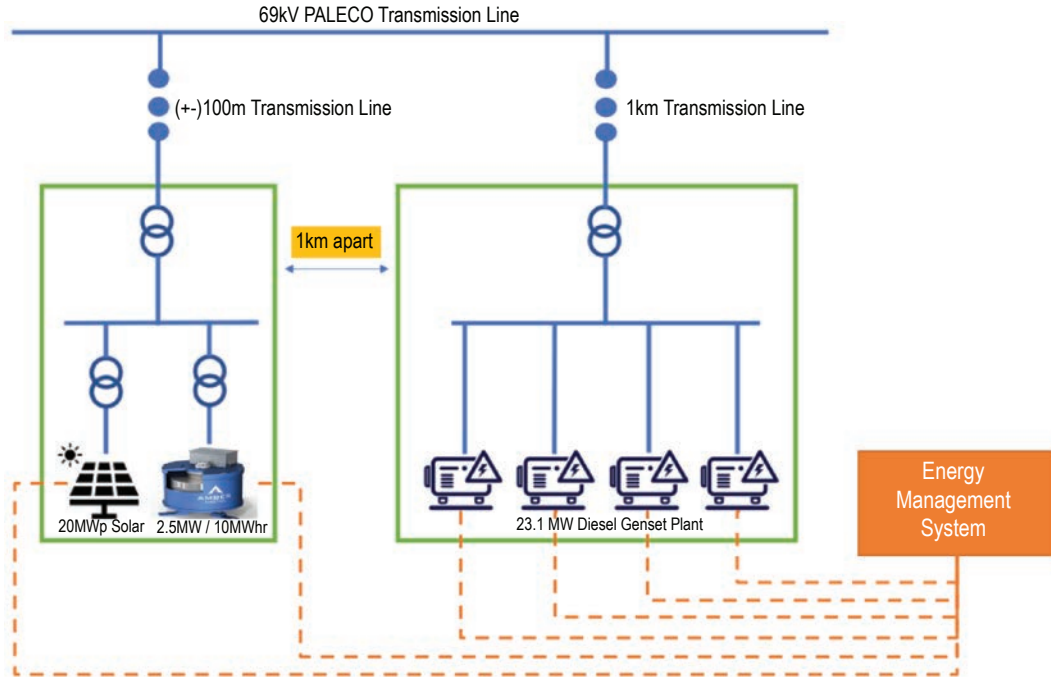 69kV PALECO Transmission Line
(+-)100m Transmission Line
1km Transmission Line
1km apart
AMBER
20MWp Solar
2.5MW / 10MWhr
23.1 MW Diesel Genset Plant
Energy
Management
System